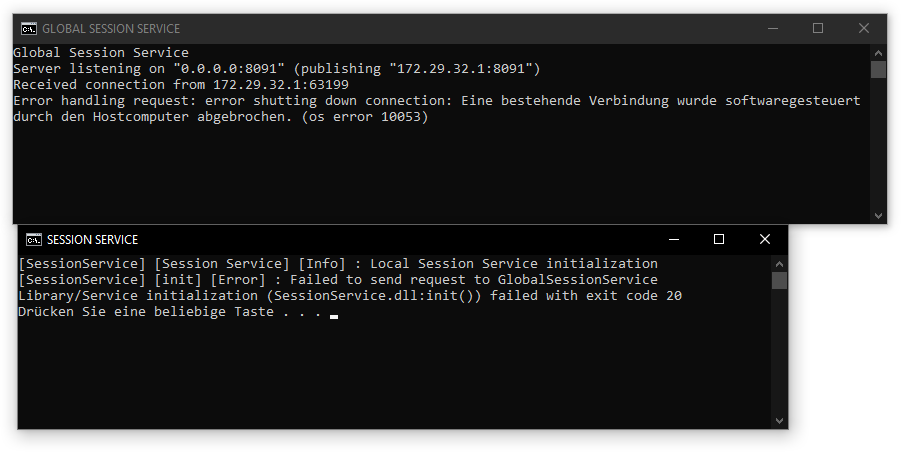 GLOBAL SESSION SERVICE
Global Session Service
Server listening on "0.0.0.0:8091" (publishing "172.29.32.1:8091")
Received connection from 172.29.32.1:63199
Error handling request: error shutting down connection: Eine bestehende Verbindung wurde softwaregesteuert
durch den Hostcomputer abgebrochen. (os error 10053)
SESSION SERVICE
[SessionService] [Session Service] [Info] : Local Session Service initialization
[SessionService] [init] [Error] : Failed to send request to GlobalSessionService
Library/Service initialization (SessionService.dll:init()) failed with exit code 20
Drücken Sie eine beliebige Taste . . .